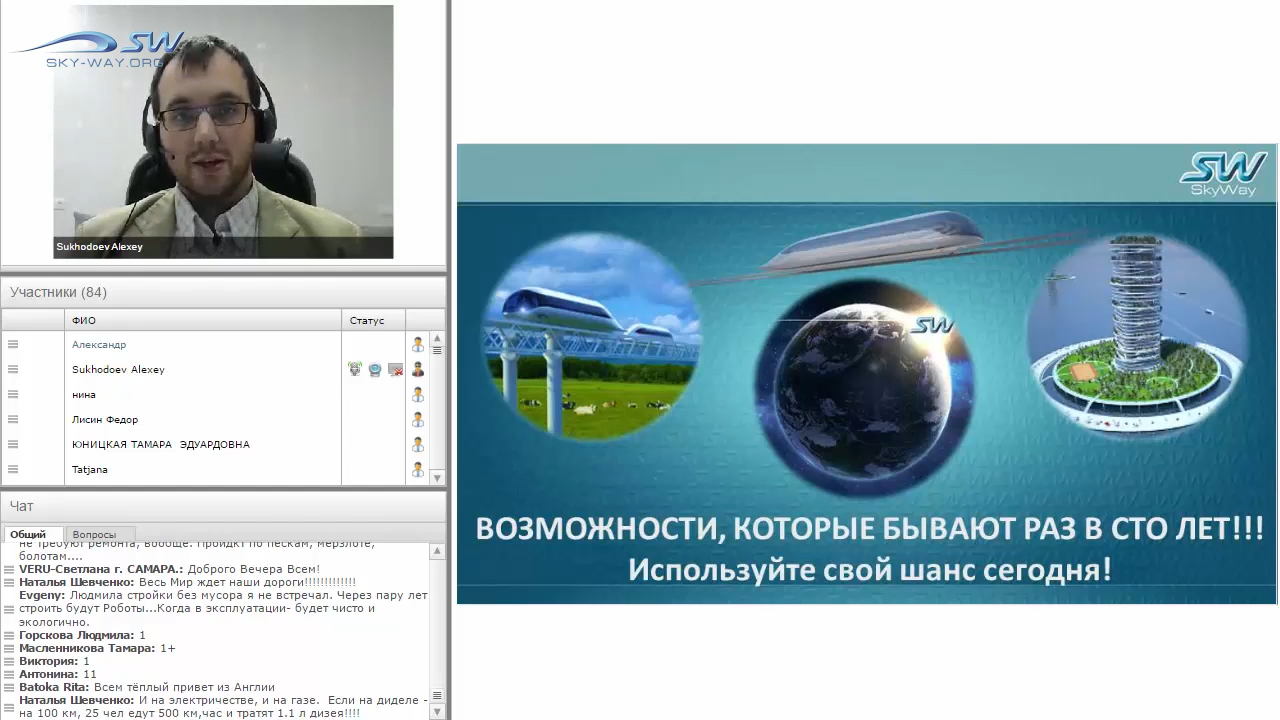 SW
SKY-WAY.ORG
Sukhodoev Alexey
Участники (84)
ФИО
Статус
Александр
Sukhodoev Alexey
нина
Лисин Федор
ЮНИЦКАЯ ТАМАРА ЭДУАРДОВНА
Tatjana
Чат
Общий
Вопросы
не требуют ремонта, вообще. Пройдкт по пескам, мерзлоте,
болотам....
VERU-Светлана г. САМАРА.: Доброго Вечера Всем!
Наталья Шевченко: Весь Мир ждет наши дороги!!!!!!!!!!!!!
Evgeny: Людмила стройки без мусора я не встречал. Через пару лет
строить будут Роботы...Когда в эксплуатации- будет чисто и
экологично.
Горскова Людмила: 1
Масленникова Тамара: 1+
Виктория: 1
Антонина: 11
Batoka Rita: Всем тёплый привет из Англии
Наталья Шевченко: И на электричестве, и на газе. Если на диделе -
на 100 км, 25 чел едут 500 км,час и тратят 1.1 л дизея!!!!
SW
SkyWay
SW
ВОЗМОЖНОСТИ, КОТОРЫЕ БЫВАЮТ РАЗ В СТО ЛЕТ!!!
Используйте свой шанс сегодня!